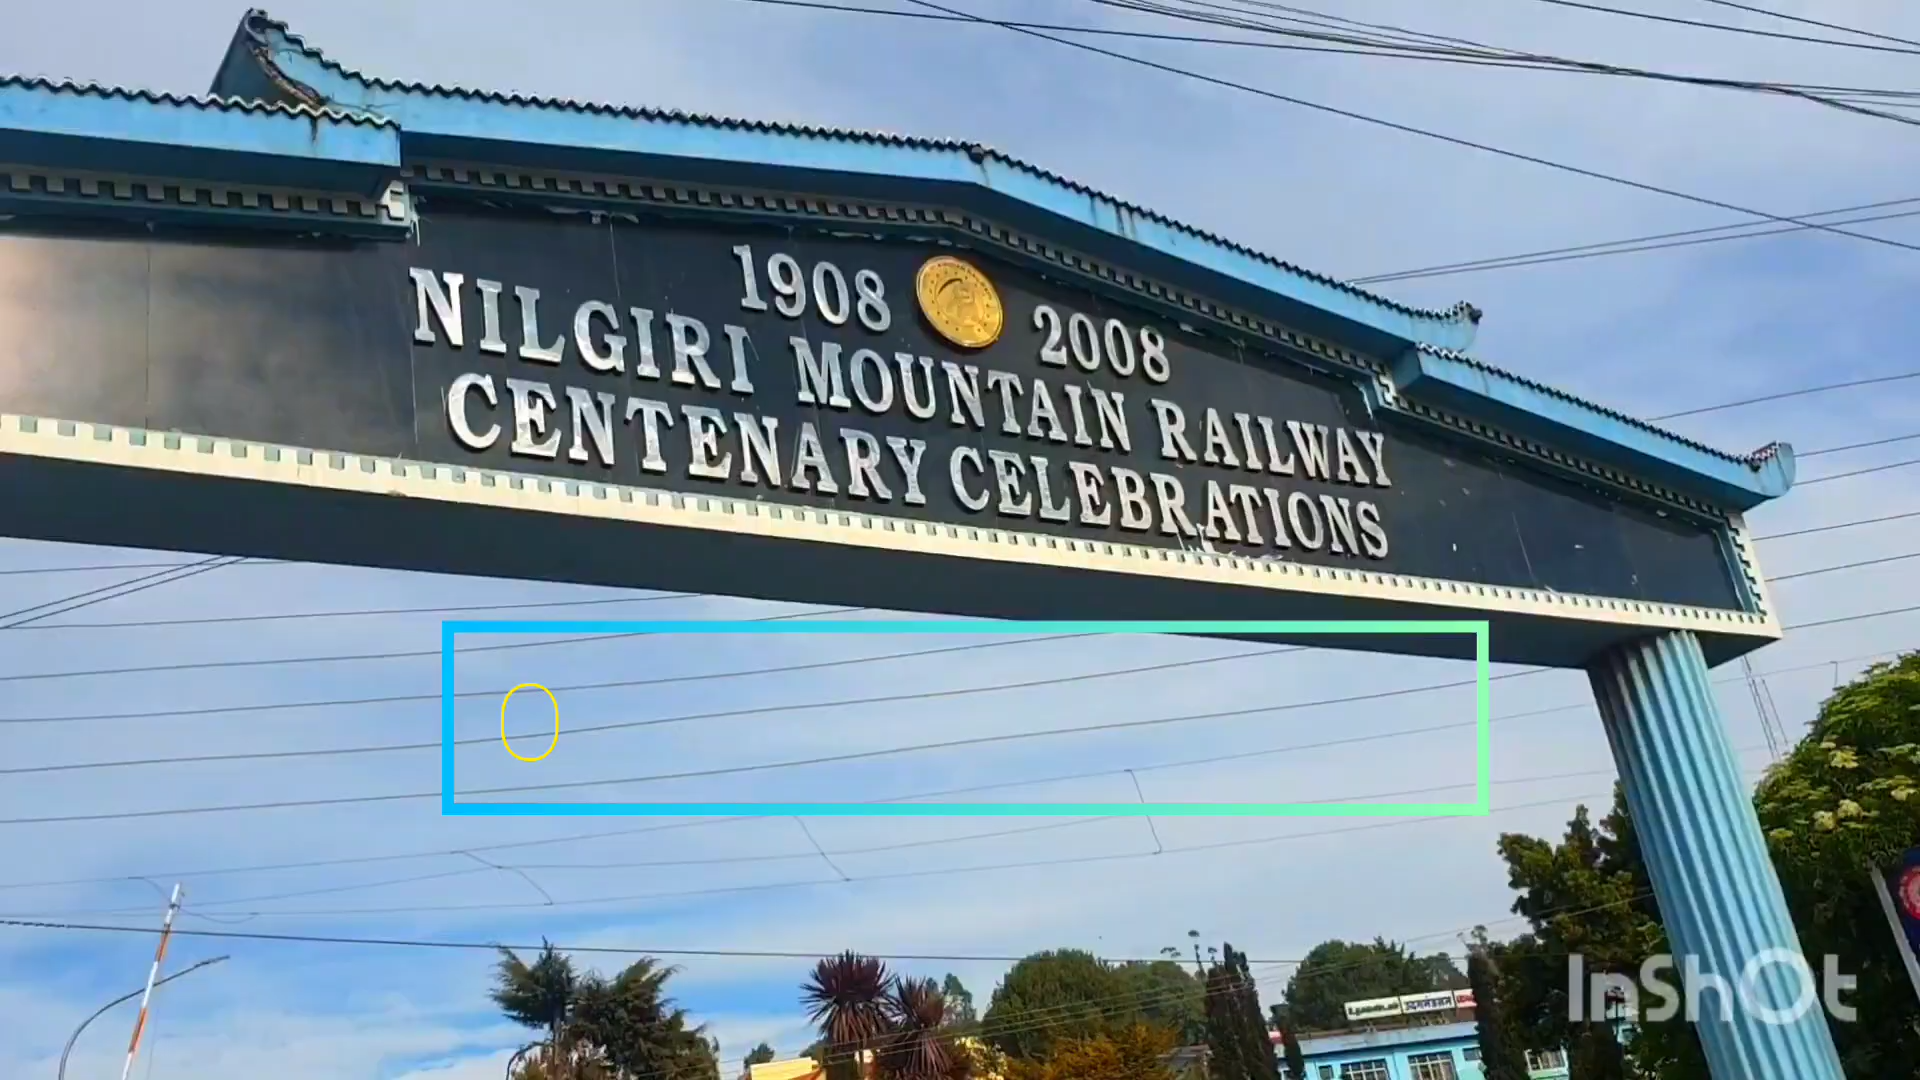 1908 2008
NILGIRI MOUNTAIN RAILWAY
CENTENARY CELEBRATIONS
InShOt